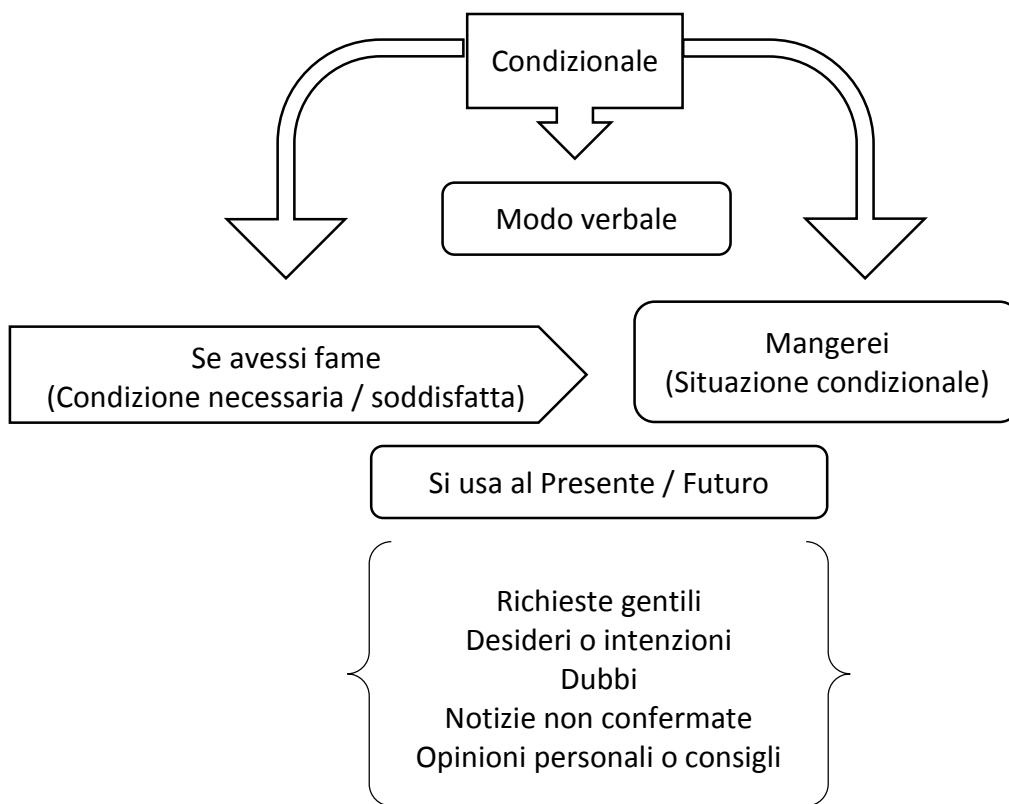 Condizionale
Modo verbale
Se avessi fame
(Condizione necessaria / soddisfatta)
Mangerei
(Situazione condizionale)
Si usa al Presente / Futuro
Richieste gentili
Desideri o intenzioni
Dubbi
Notizie non confermate
Opinioni personali o consigli